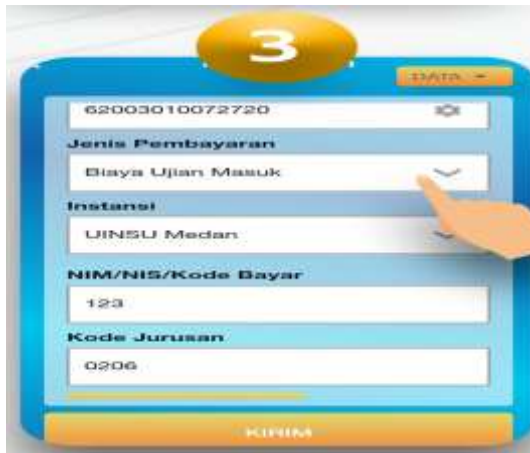 3
DATA
62003010072720
Jenis Pembayaran
Biaya Ujian Masuk
Instansi
UINSU Medan
NIM/NIS/Kode Bayar
123
Kode Jurusan
0206
KIRIM